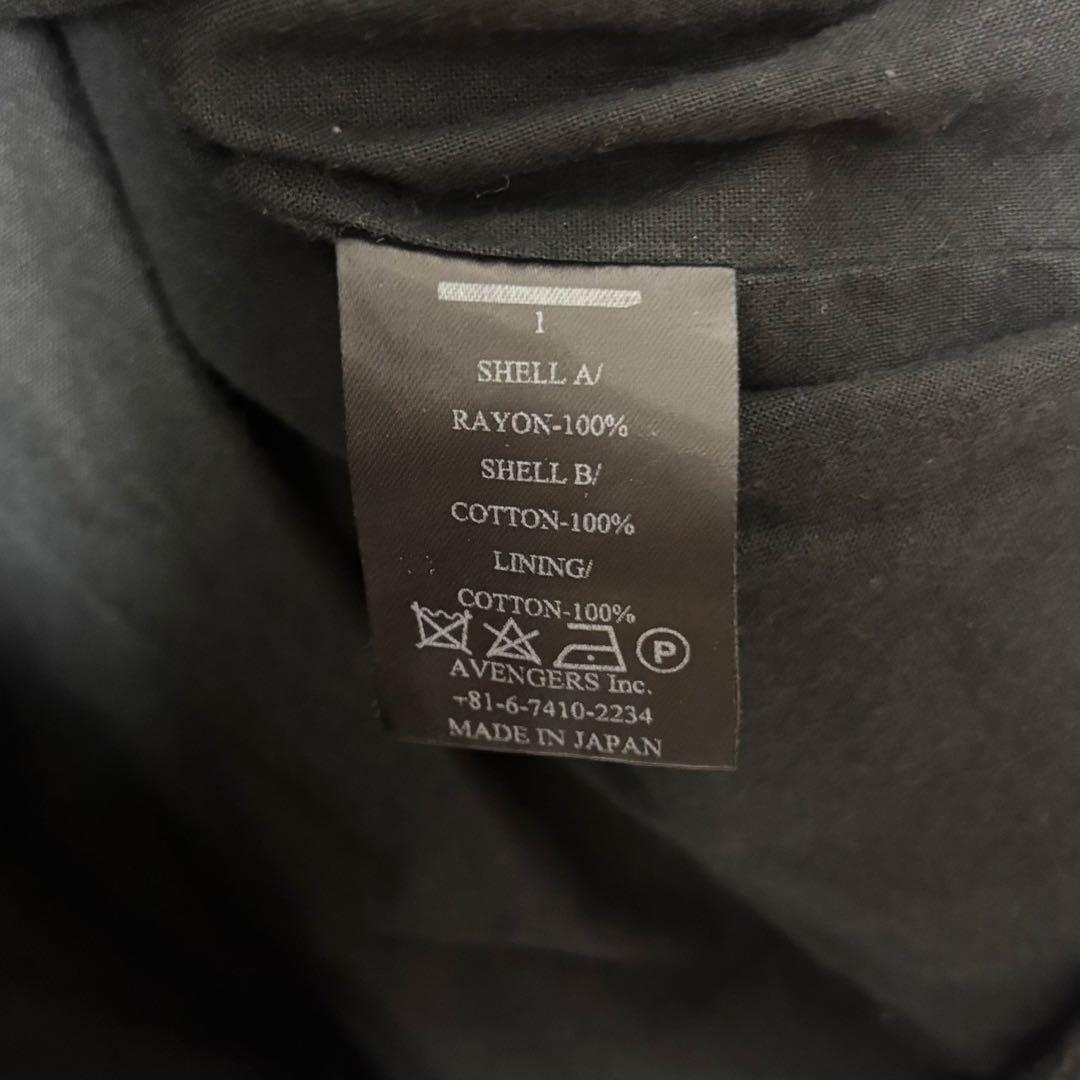 1
SHELL A/
RAYON-100%
SHELL B/
COTTON-100%
LINING/
COTTON-100%
P
AVENGERS Inc.
+81-6-7410-2234
MADE IN JAPAN